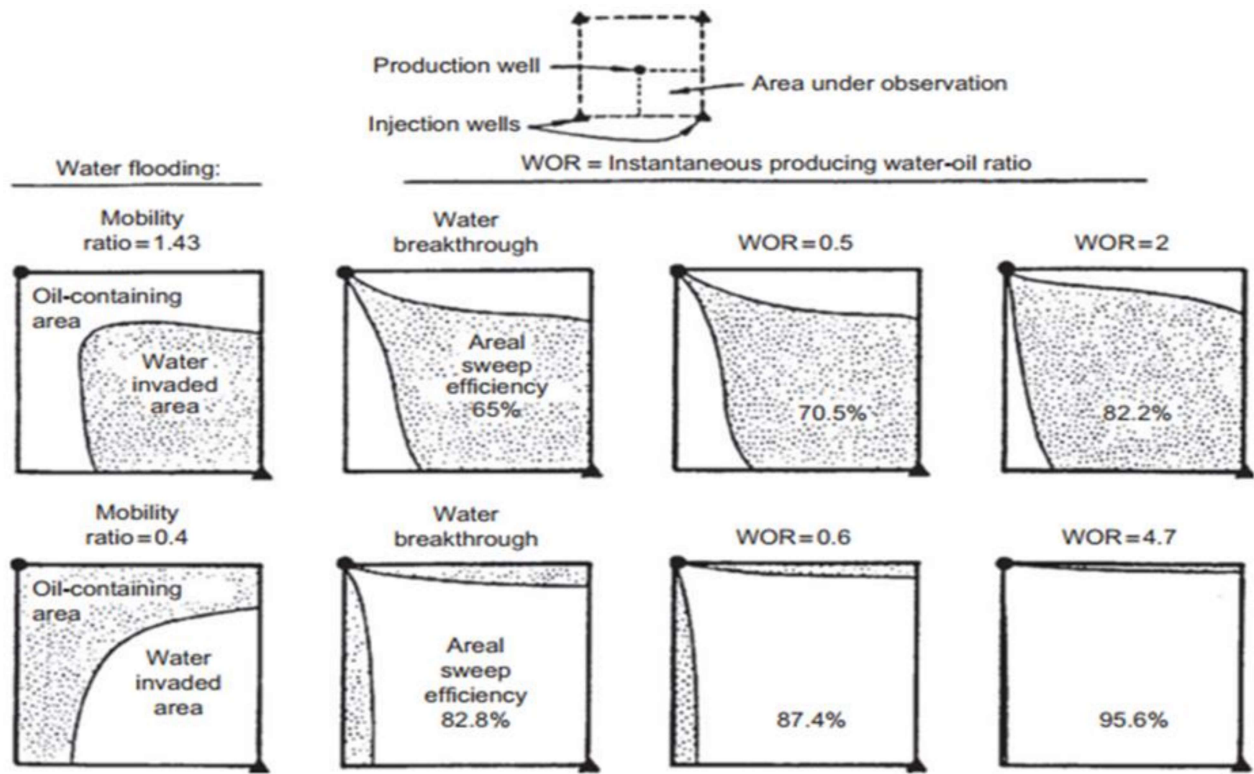 Production well
Area under observation
Injection wells
Water flooding:
WOR = Instantaneous producing water-oil ratio
Mobility
ratio=1.43
Water
breakthrough
WOR=0.5
WOR=2
Oil-containing
area
Water
invaded
area
Areal
sweep
efficiency
65%
70.5%
82.2%
Mobility
ratio=0.4
Water
breakthrough
WOR=0.6
WOR=4.7
Oil-containing
area
Water
invaded
area
Areal
sweep
efficiency
82.8%
87.4%
95.6%